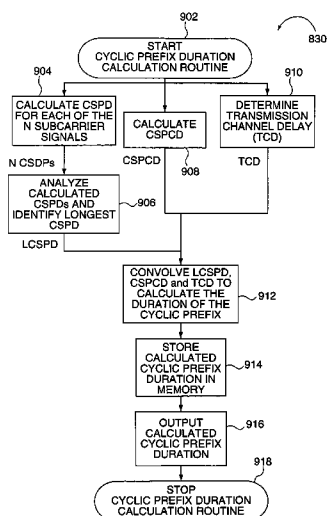 902
START
CYCLIC PREFIX DURATION
CALCULATION ROUTINE
830
904
CALCULATE CSPD
FOR EACH OF THE
N SUBCARRIER
SIGNALS
CALCULATE
CSPCD
908
910
DETERMINE
TRANSMISSION
CHANNEL DELAY
(TCD)
N CSDPs
CSPCD
TCD
ANALYZE
CALCULATED
CSPDs AND
IDENTIFY LONGEST
CSPD
906
LCSPD
CONVOLVE LCSPD,
CSPCD and TCD TO
CALCULATE THE
DURATION OF THE
CYCLIC PREFIX
912
STORE
CALCULATED
CYCLIC PREFIX
DURATION IN
MEMORY
914
OUTPUT
CALCULATED
CYCLIC PREFIX
DURATION
916
918
STOP
CYCLIC PREFIX DURATION
CALCULATION ROUTINE